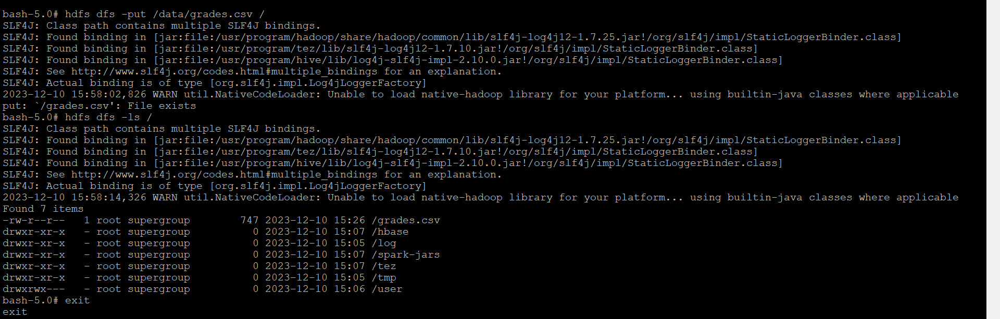 bash-5.0# hdfs dfs -put /data/grades.csv /
SLF4J: Class path contains multiple SLF4J bindings.
SLF4J: Found binding in [jar:file:/usr/program/hadoop/share/hadoop/common/lib/slf4j-log4j12-1.7.25.jar!/org/slf4j/impl/StaticLoggerBinder.class]
SLF4J: Found binding in [jar:file:/usr/program/tez/lib/slf4j-log4j12-1.7.10.jar!/org/slf4j/impl/StaticLoggerBinder.class]
SLF4J: Found binding in [jar:file:/usr/program/hive/lib/log4j-slf4j-impl-2.10.0.jar!/org/slf4j/impl/StaticLoggerBinder.class]
SLF4J: See http://www.slf4j.org/codes.html#multiple_bindings for an explanation.
SLF4J: Actual binding is of type [org.slf4j.impl.Log4jLoggerFactory]
2023-12-10 15:58:02,826 WARN util.NativeCodeLoader: Unable to load native-hadoop library for your platform... using builtin-java classes where applicable
put: `/grades.csv': File exists
bash-5.0# hdfs dfs -ls /
SLF4J: Class path contains multiple SLF4J bindings.
SLF4J: Found binding in [jar:file:/usr/program/hadoop/share/hadoop/common/lib/slf4j-log4j12-1.7.25.jar!/org/slf4j/impl/StaticLoggerBinder.class]
SLF4J: Found binding in [jar:file:/usr/program/tez/lib/slf4j-log4j12-1.7.10.jar!/org/slf4j/impl/StaticLoggerBinder.class]
SLF4J: Found binding in [jar:file:/usr/program/hive/lib/log4j-slf4j-impl-2.10.0.jar!/org/slf4j/impl/StaticLoggerBinder.class]
SLF4J: See http://www.slf4j.org/codes.html#multiple_bindings for an explanation.
SLF4J: Actual binding is of type [org.slf4j.impl.Log4jLoggerFactory]
2023-12-10 15:58:14,326 WARN util.NativeCodeLoader: Unable to load native-hadoop library for your platform... using builtin-java classes where applicable
Found 7 items
-rw-r--r--   1 root supergroup        747 2023-12-10 15:26 /grades.csv
drwxr-xr-x   - root supergroup          0 2023-12-10 15:07 /hbase
drwxr-xr-x   - root supergroup          0 2023-12-10 15:05 /log
drwxr-xr-x   - root supergroup          0 2023-12-10 15:07 /spark-jars
drwxr-xr-x   - root supergroup          0 2023-12-10 15:07 /tez
drwxr-xr-x   - root supergroup          0 2023-12-10 15:05 /tmp
drwxrwx---   - root supergroup          0 2023-12-10 15:06 /user
bash-5.0# exit
exit